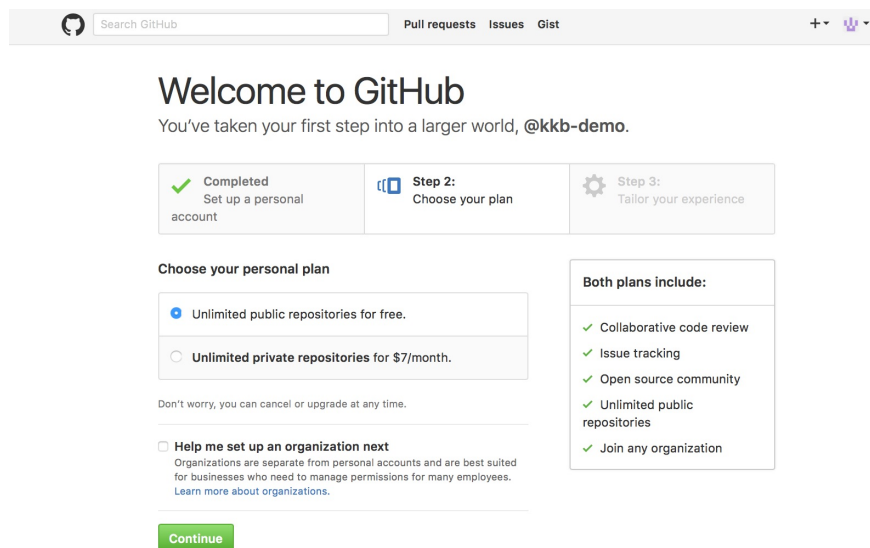 Search GitHub
Pull requests Issues Gist
Welcome to GitHub
You've taken your first step into a larger world, @kkb-demo.
Completed
Set up a personal
account
Step 2:
Choose your plan
Step 3:
Tailor your experience
Choose your personal plan
Unlimited public repositories for free.
Unlimited private repositories for $7/month.
Don't worry, you can cancel or upgrade at any time.
Help me set up an organization next
Organizations are separate from personal accounts and are best suited
for businesses who need to manage permissions for many employees.
Learn more about organizations.
Continue
Both plans include:
Collaborative code review
Issue tracking
Open source community
Unlimited public
repositories
Join any organization